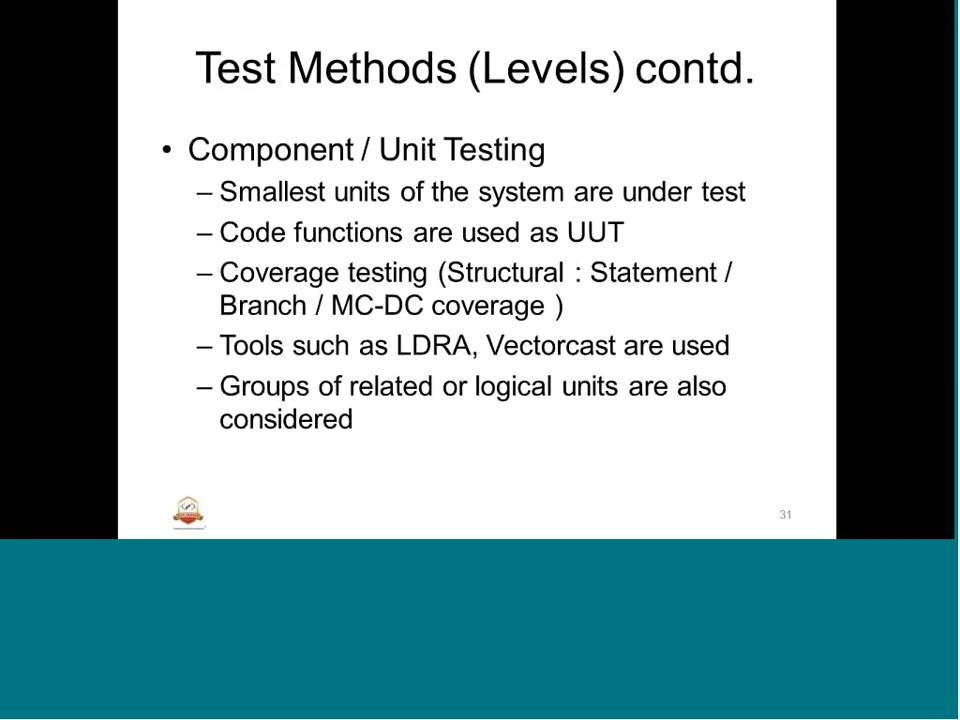 Test Methods (Levels) contd.
• Component / Unit Testing
– Smallest units of the system are under test
– Code functions are used as UUT
– Coverage testing (Structural : Statement /
Branch / MC-DC coverage )
– Tools such as LDRA, Vectorcast are used
– Groups of related or logical units are also
considered
31